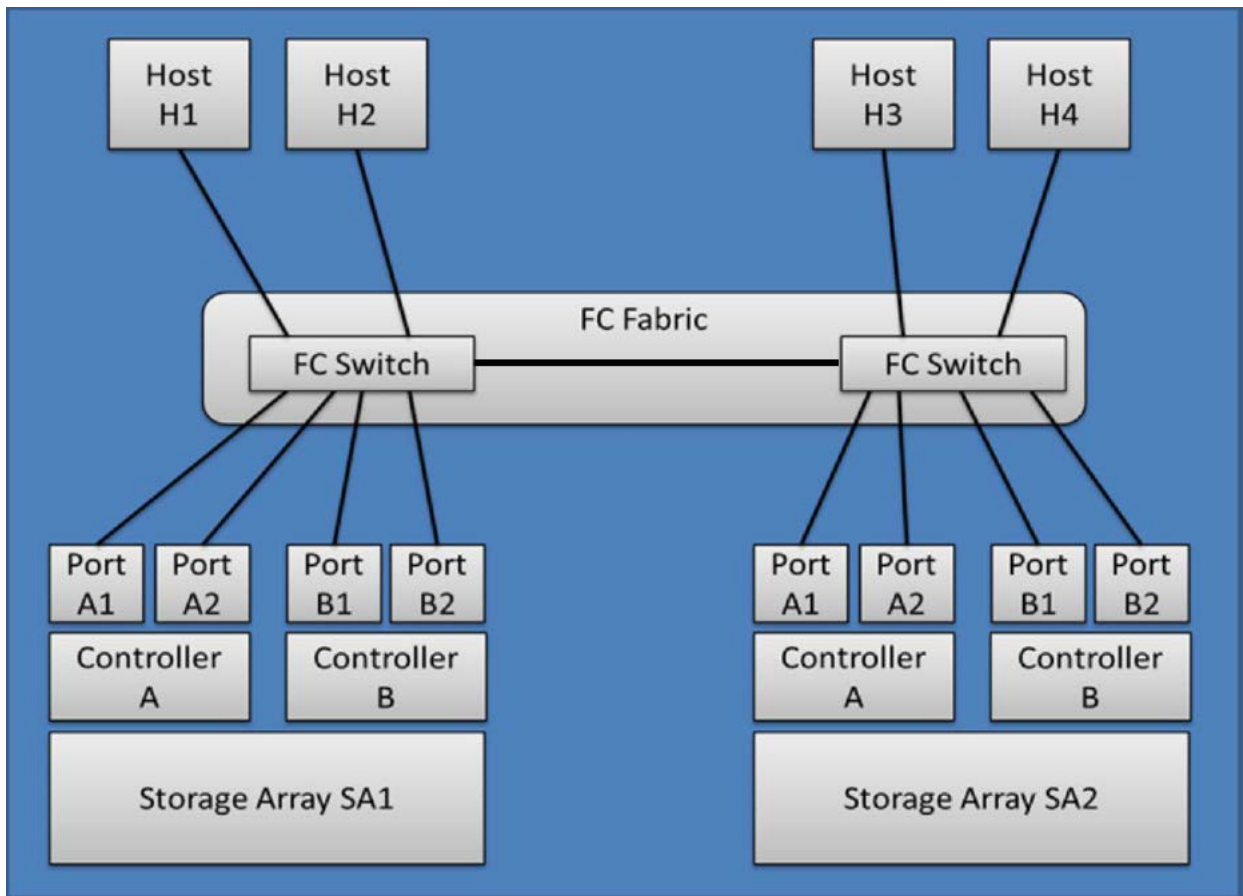 Host
H1
Host
H2
Host
H3
Host
H4
FC Fabric
FC Switch
FC Switch
Port
A1
Port
A2
Port
B1
Port
B2
Port
A1
Port
A2
Port
B1
Port
B2
Controller
A
Controller
B
Controller
A
Controller
B
Storage Array SA1
Storage Array SA2